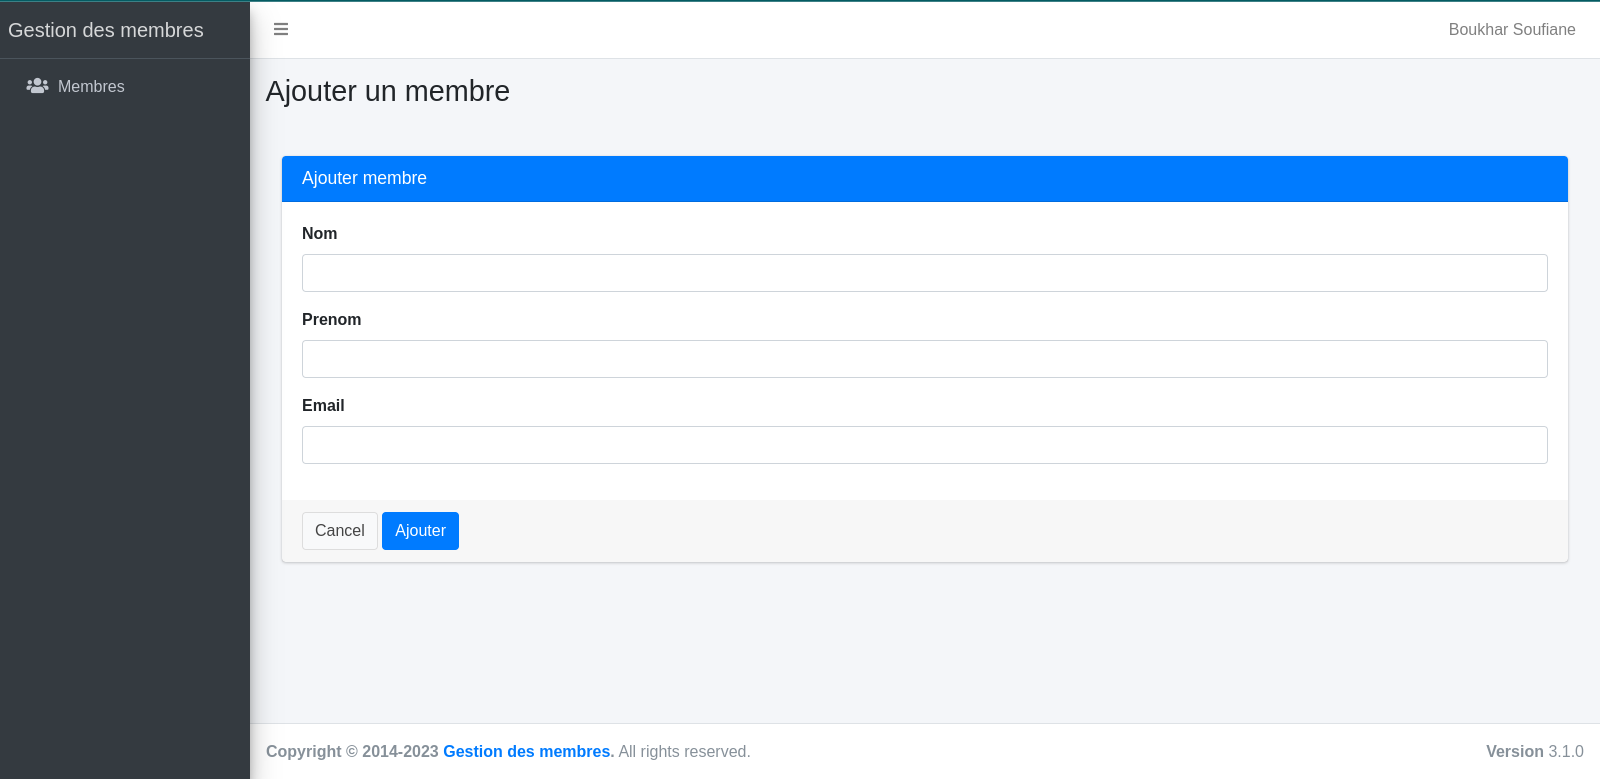 Gestion des membres
Boukhar Soufiane
Membres
Ajouter un membre
Ajouter membre
Nom
Prenom
Email
Cancel Ajouter
Copyright © 2014-2023 Gestion des membres. All rights reserved.
Version 3.1.0